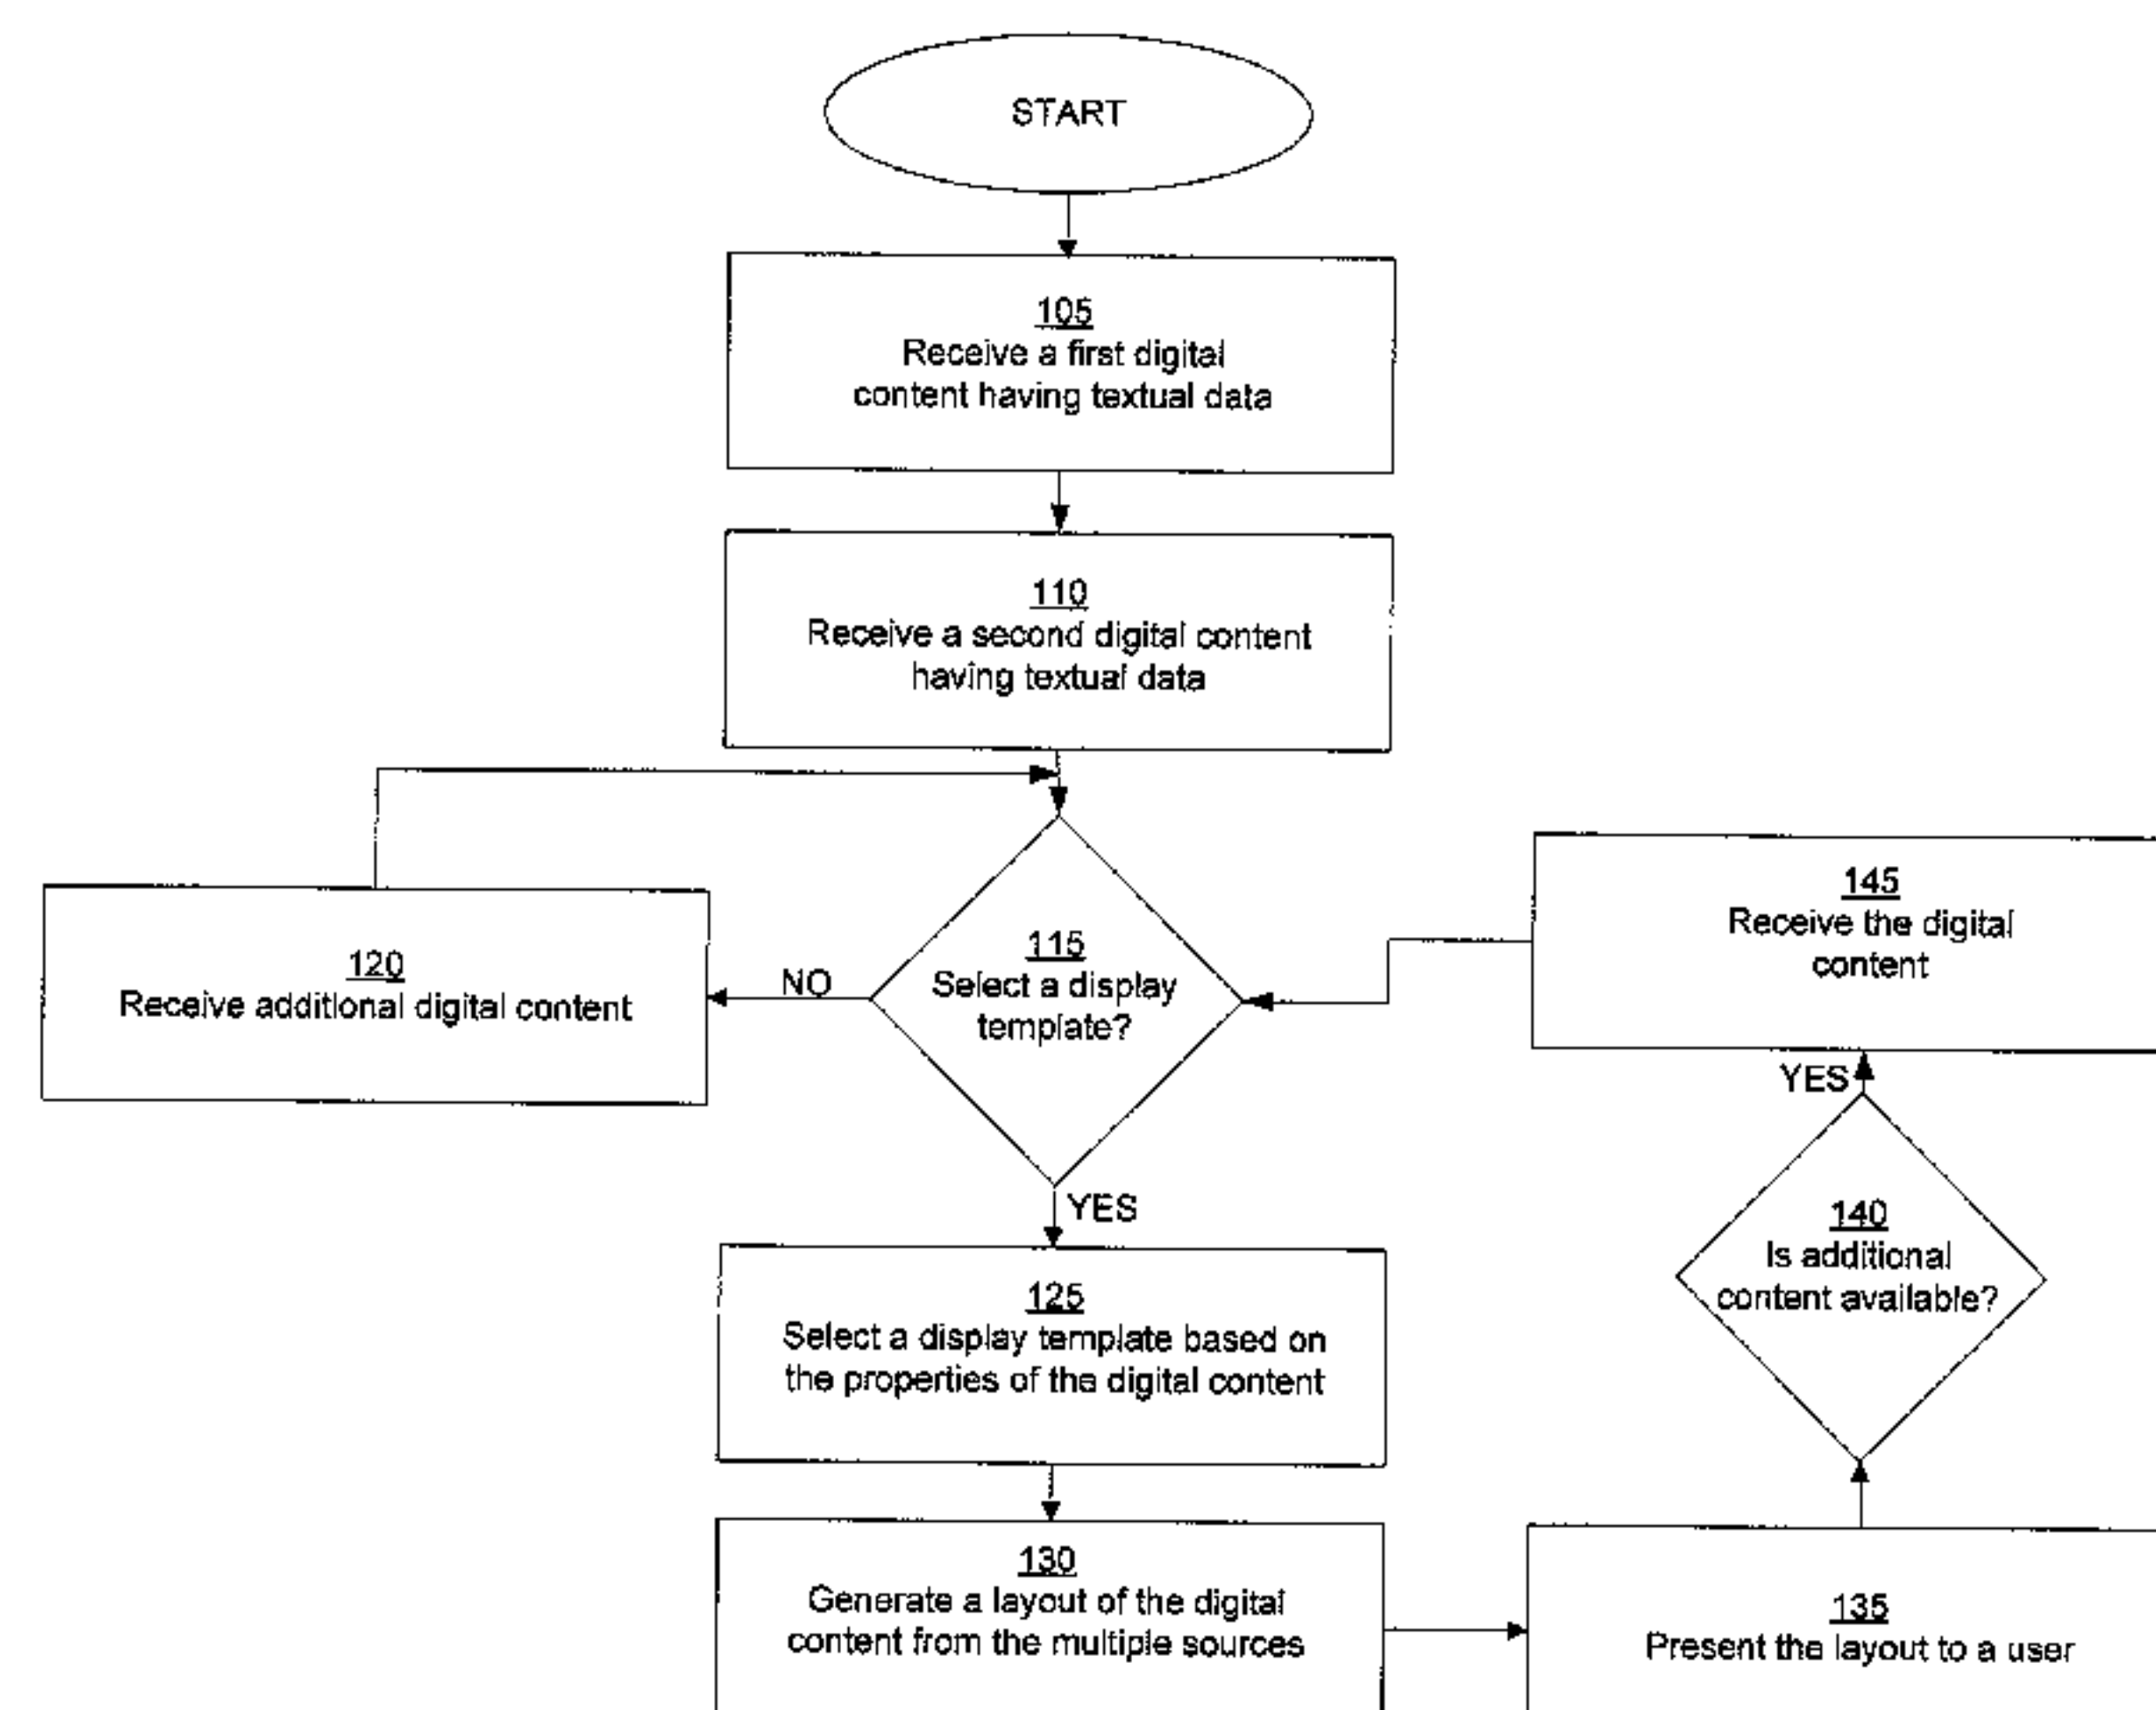 START
105
Receive a first digital
content having textual data
110
Receive a second digital content
having textual data
115
Select a display
template?
NO
120
Receive additional digital content
YES
125
Select a display template based on
the properties of the digital content
130
Generate a layout of the digital
content from the multiple sources
135
Present the layout to a user
140
Is additional
content available?
YES
145
Receive the digital
content